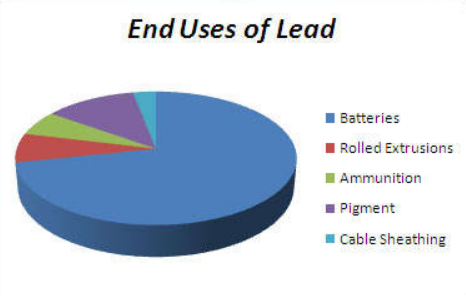 End Uses of Lead
Batteries
Rolled Extrusions
Ammunition
Pigment
Cable Sheathing